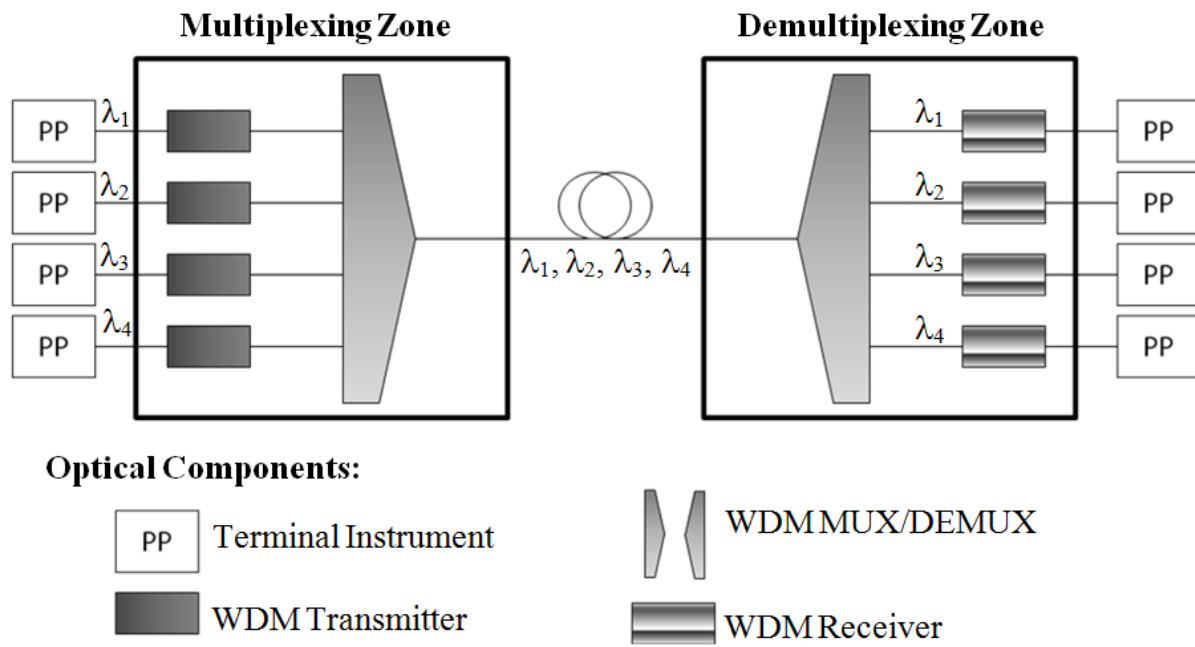 Multiplexing Zone
Demultiplexing Zone
PP λ₁
λ₁ PP
PP λ₂
λ₂ PP
PP λ₃
λ₃ PP
PP λ₄
λ₄ PP
λ₁, λ₂, λ₃, λ₄
Optical Components:
PP Terminal Instrument
WDM MUX/DEMUX
WDM Transmitter
WDM Receiver